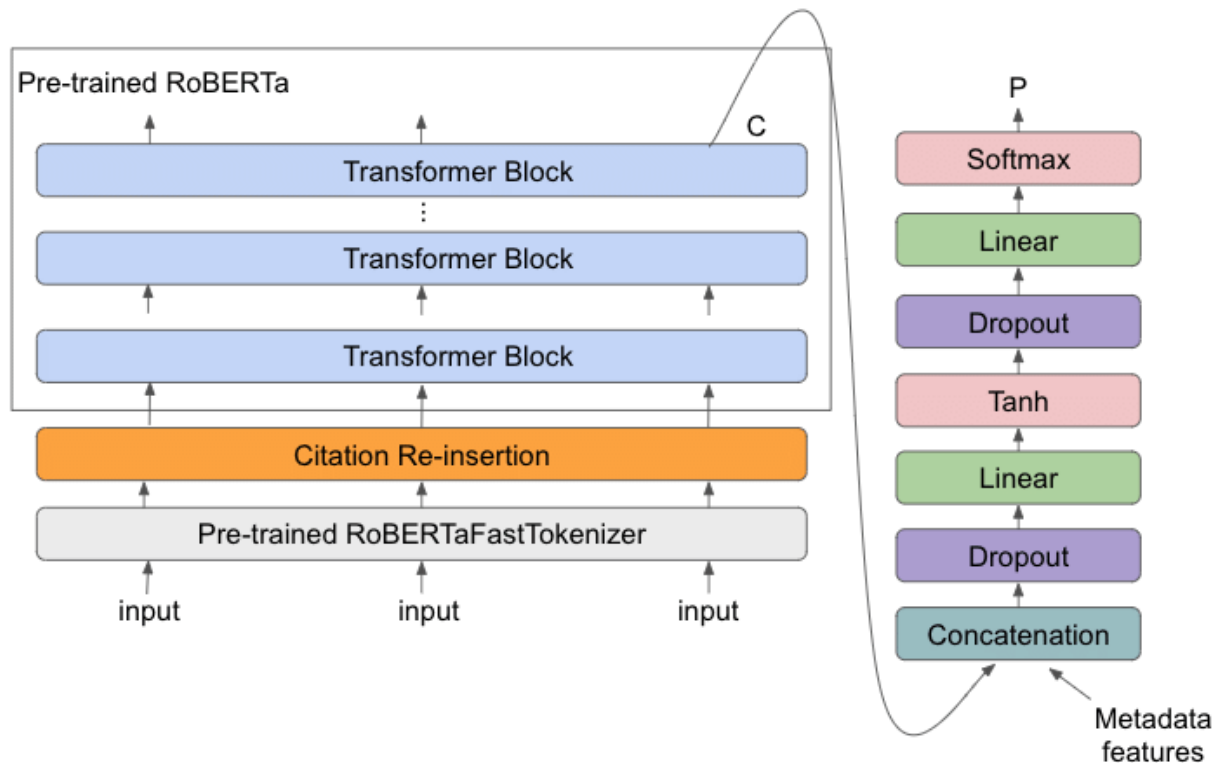 Pre-trained RoBERTa
C
Transformer Block
⋮
Transformer Block
Transformer Block
Citation Re-insertion
Pre-trained RoBERTaFastTokenizer
input
input
input
P
Softmax
Linear
Dropout
Tanh
Linear
Dropout
Concatenation
Metadata
features